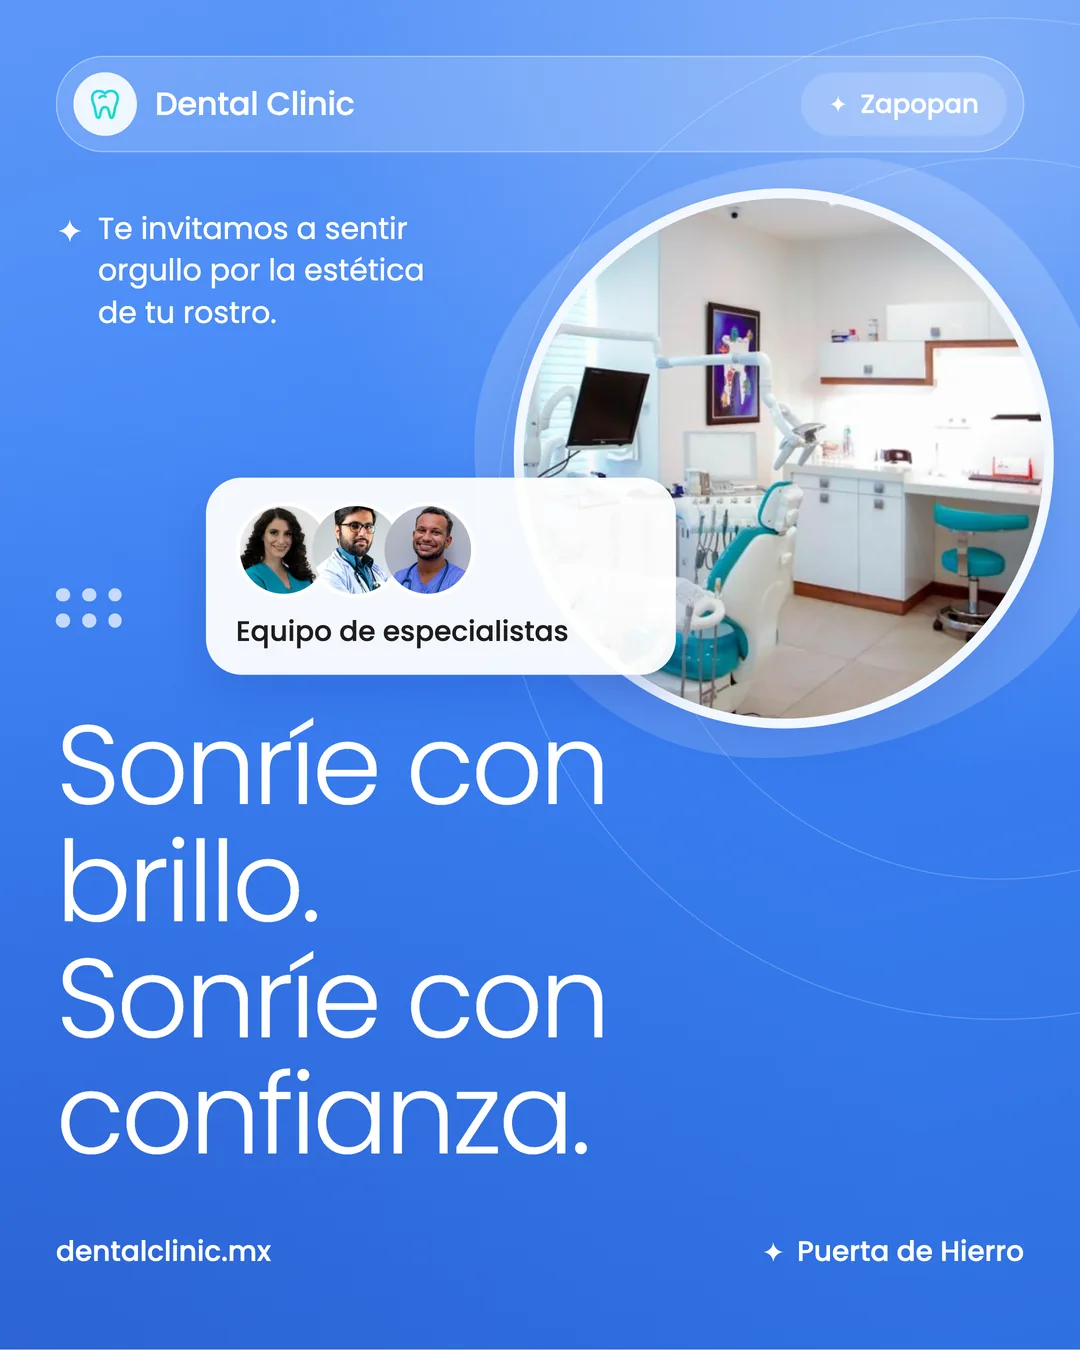 Dental Clinic
Zapopan
Te invitamos a sentir
orgullo por la estética
de tu rostro.
Equipo de especialistas
Sonríe con
brillo.
Sonríe con
confianza.
dentalclinic.mx
Puerta de Hierro